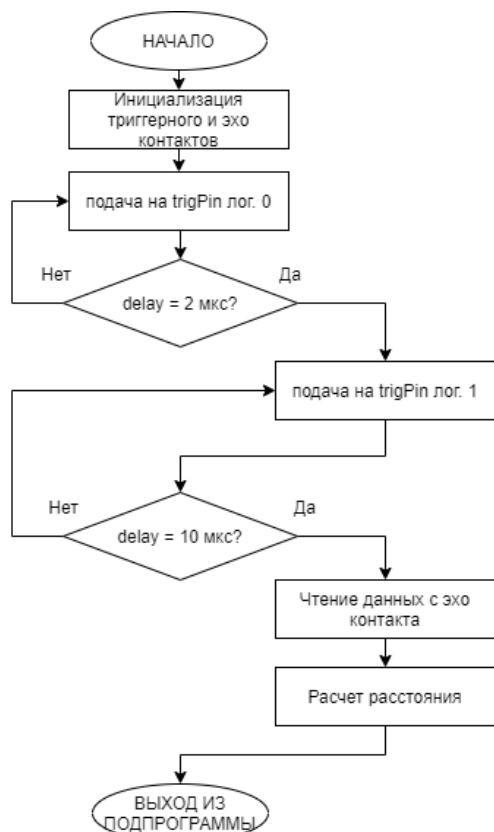 НАЧАЛО
Инициализация
триггерного и эхо
контактов
подача на trigPin лог. 0
Нет
Да
delay = 2 мкс?
подача на trigPin лог. 1
Нет
Да
delay = 10 мкс?
Чтение данных с эхо
контакта
Расчет расстояния
ВЫХОД ИЗ
ПОДПРОГРАММЫ